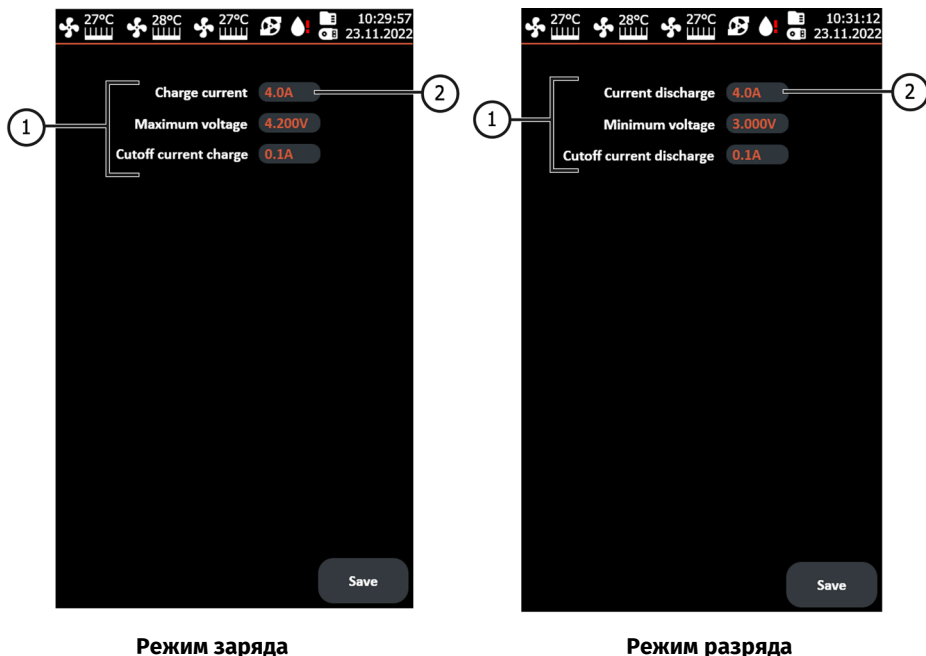 27°C 28°C 27°C 10:29:57
23.11.2022
Charge current 4.0A
Maximum voltage 4.200V
Cutoff current charge 0.1A
1
2
Save
Режим заряда
27°C 28°C 27°C 10:31:12
23.11.2022
Current discharge 4.0A
Minimum voltage 3.000V
Cutoff current discharge 0.1A
1
2
Save
Режим разряда